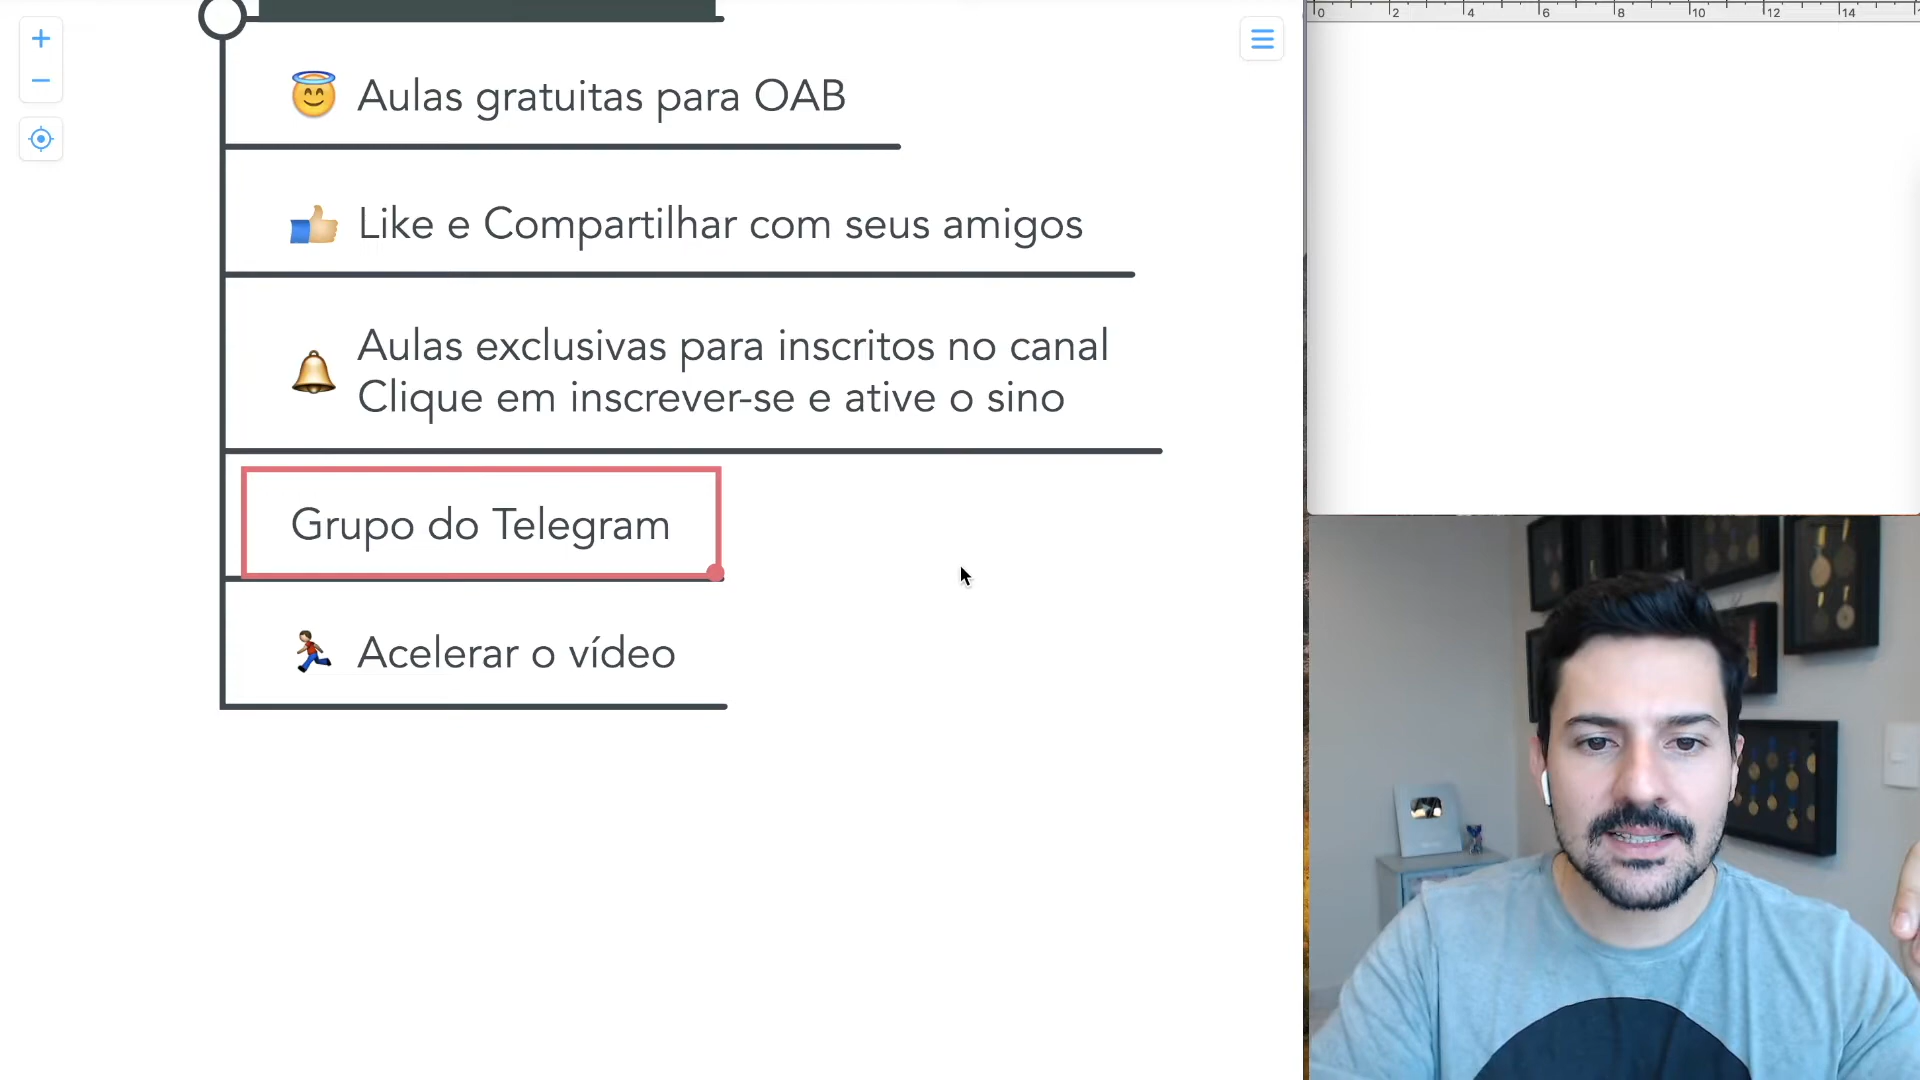 0 2 4 6 8 10 12 14
Aulas gratuitas para OAB
Like e Compartilhar com seus amigos
Aulas exclusivas para inscritos no canal
Clique em inscrever-se e ative o sino
Grupo do Telegram
Acelerar o vídeo